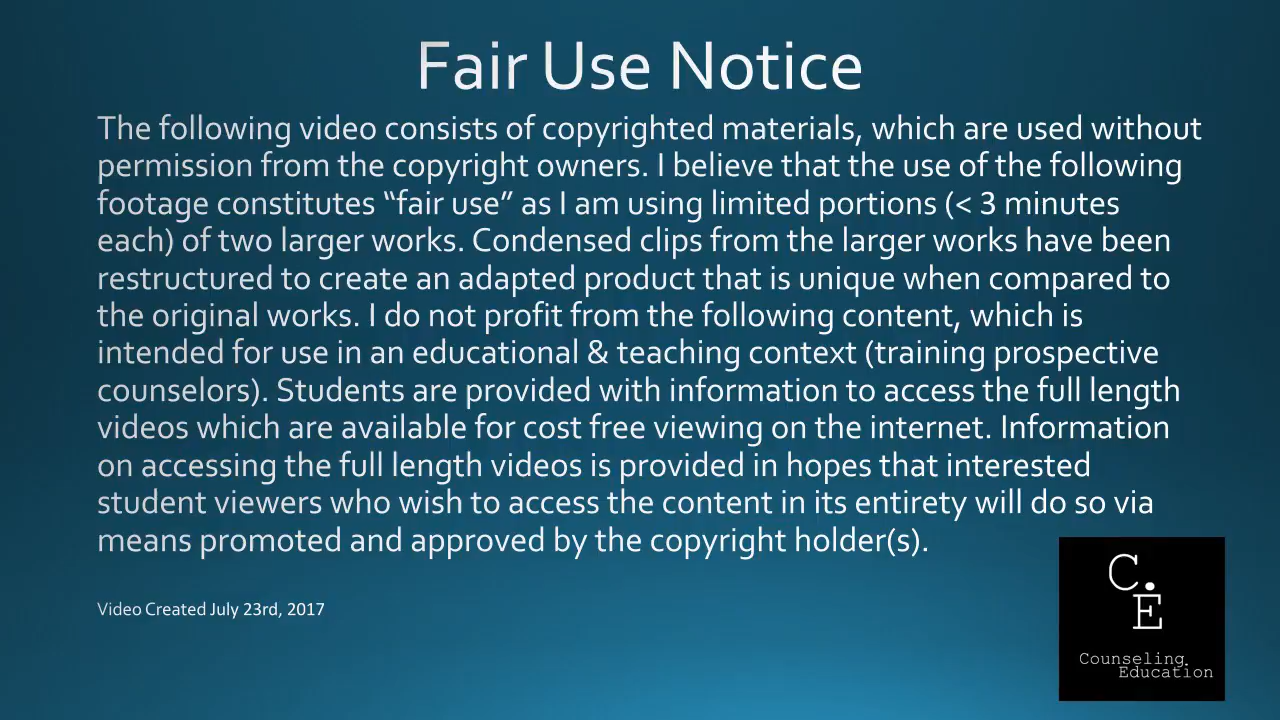 Fair Use Notice
The following video consists of copyrighted materials, which are used without
permission from the copyright owners. I believe that the use of the following
footage constitutes “fair use” as I am using limited portions (< 3 minutes
each) of two larger works. Condensed clips from the larger works have been
restructured to create an adapted product that is unique when compared to
the original works. I do not profit from the following content, which is
intended for use in an educational & teaching context (training prospective
counselors). Students are provided with information to access the full length
videos which are available for cost free viewing on the internet. Information
on accessing the full length videos is provided in hopes that interested
student viewers who wish to access the content in its entirety will do so via
means promoted and approved by the copyright holder(s).
Video Created July 23rd, 2017
C.
E
Counseling.
Education